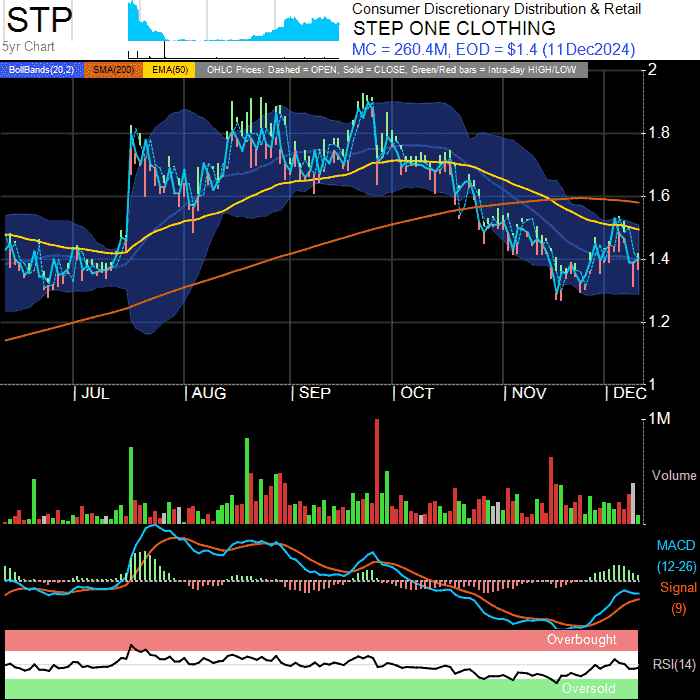 STP
5yr Chart
Consumer Discretionary Distribution & Retail
STEP ONE CLOTHING
MC = 260.4M, EOD = $1.4 (11Dec2024)
BollBands(20,2) SMA(200) EMA(50) OHLC Prices: Dashed = OPEN, Solid = CLOSE, Green/Red bars = Intra-day HIGH/LOW
2
1.8
1.6
1.4
1.2
1
| JUL | AUG | SEP | OCT | NOV | DEC
1M
Volume
MACD
(12-26)
Signal
(9)
Overbought
RSI(14)
Oversold